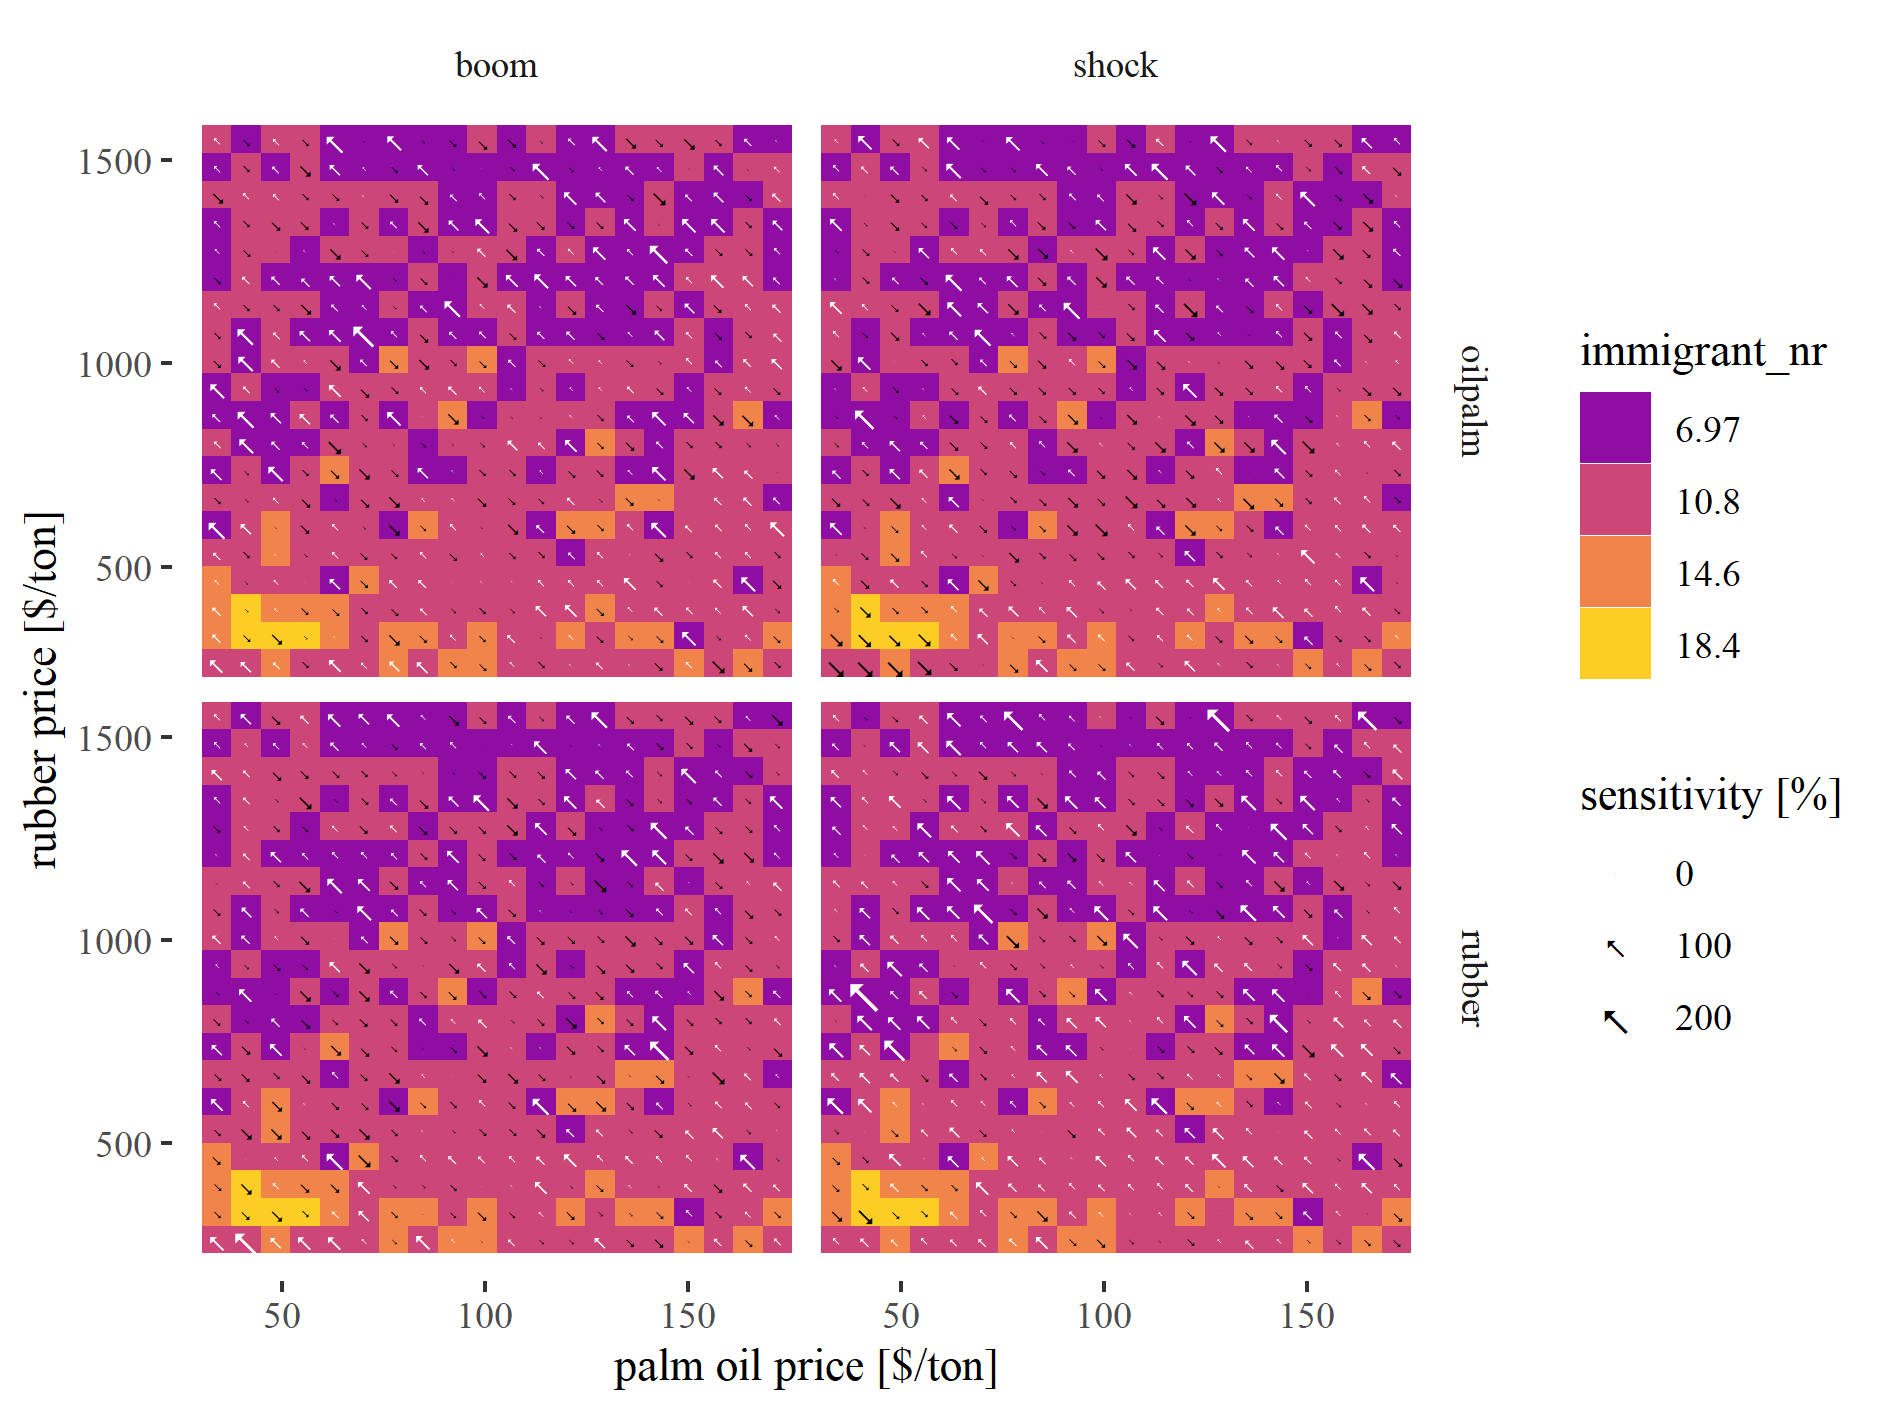 boom
shock
1500
1000
500
oilpalm
1500
1000
500
rubber
50
100
150
50
100
150
palm oil price [$/ton]
rubber price [$/ton]
immigrant_nr
6.97
10.8
14.6
18.4
sensitivity [%]
0
100
200